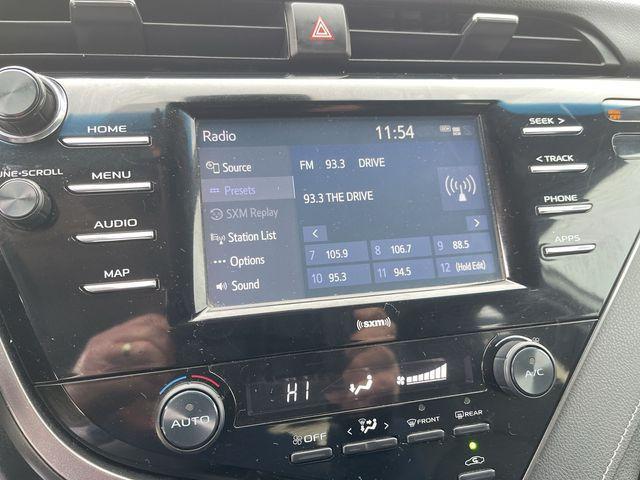 HOME
MENU
AUDIO
MAP
Radio 11:54
Source
Presets
SXM Replay
Station List
Options
Sound
FM 93.3 DRIVE
93.3 THE DRIVE
< >
7 105.9 8 106.7 9 88.5
10 95.3 11 94.5 12 (Hold Edit)
SEEK >
< TRACK
PHONE
APPS
((sxm))
AUTO
HI
OFF
< >
FRONT
REAR
A/C
OFF